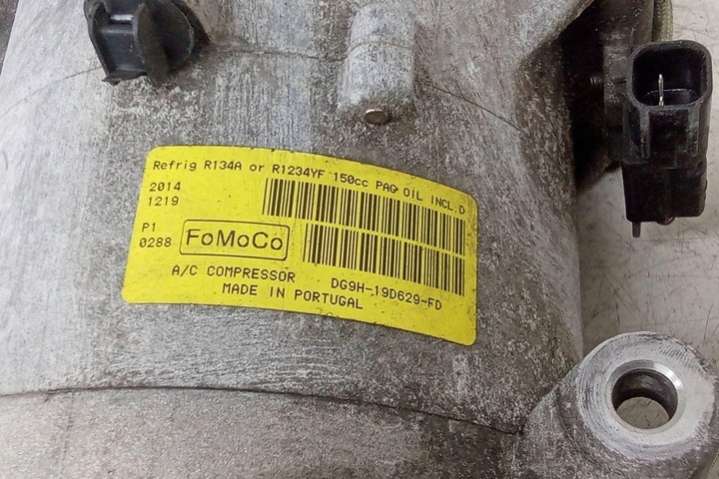 Refrig R134A or R1234YF 150cc PAG OIL INCL.D
2014
1219
P1
0288
FoMoCo
A/C COMPRESSOR DG9H-19D629-FD
MADE IN PORTUGAL